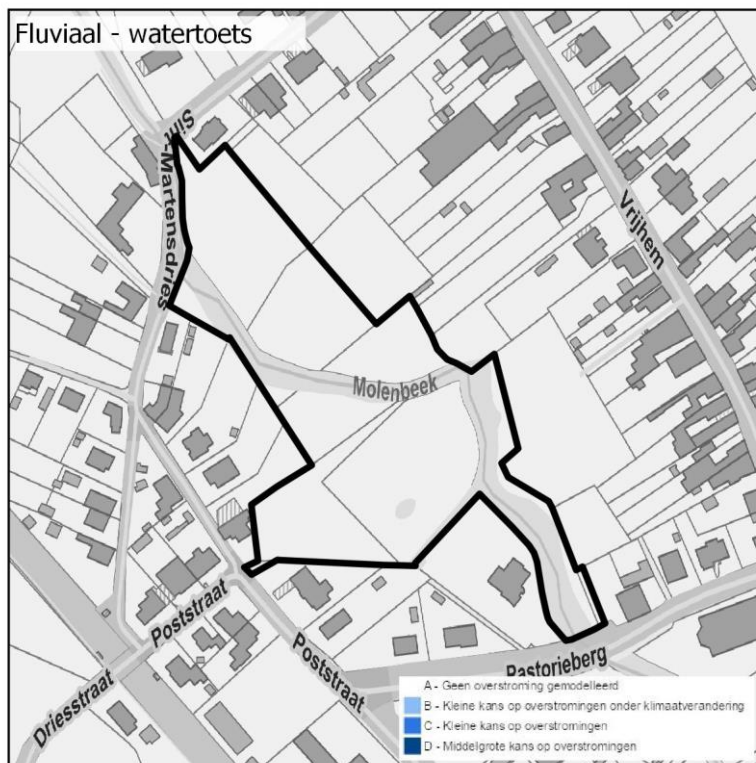 Fluviaal - watertoets
Sint
-Martensdries
Vrijhem
Molenbeek
Poststraat
Driesstraat
Poststraat
Pastorieberg
A - Geen overstroming gemodelleerd
B - Kleine kans op overstromingen onder klimaatverandering
C - Kleine kans op overstromingen
D - Middelgrote kans op overstromingen